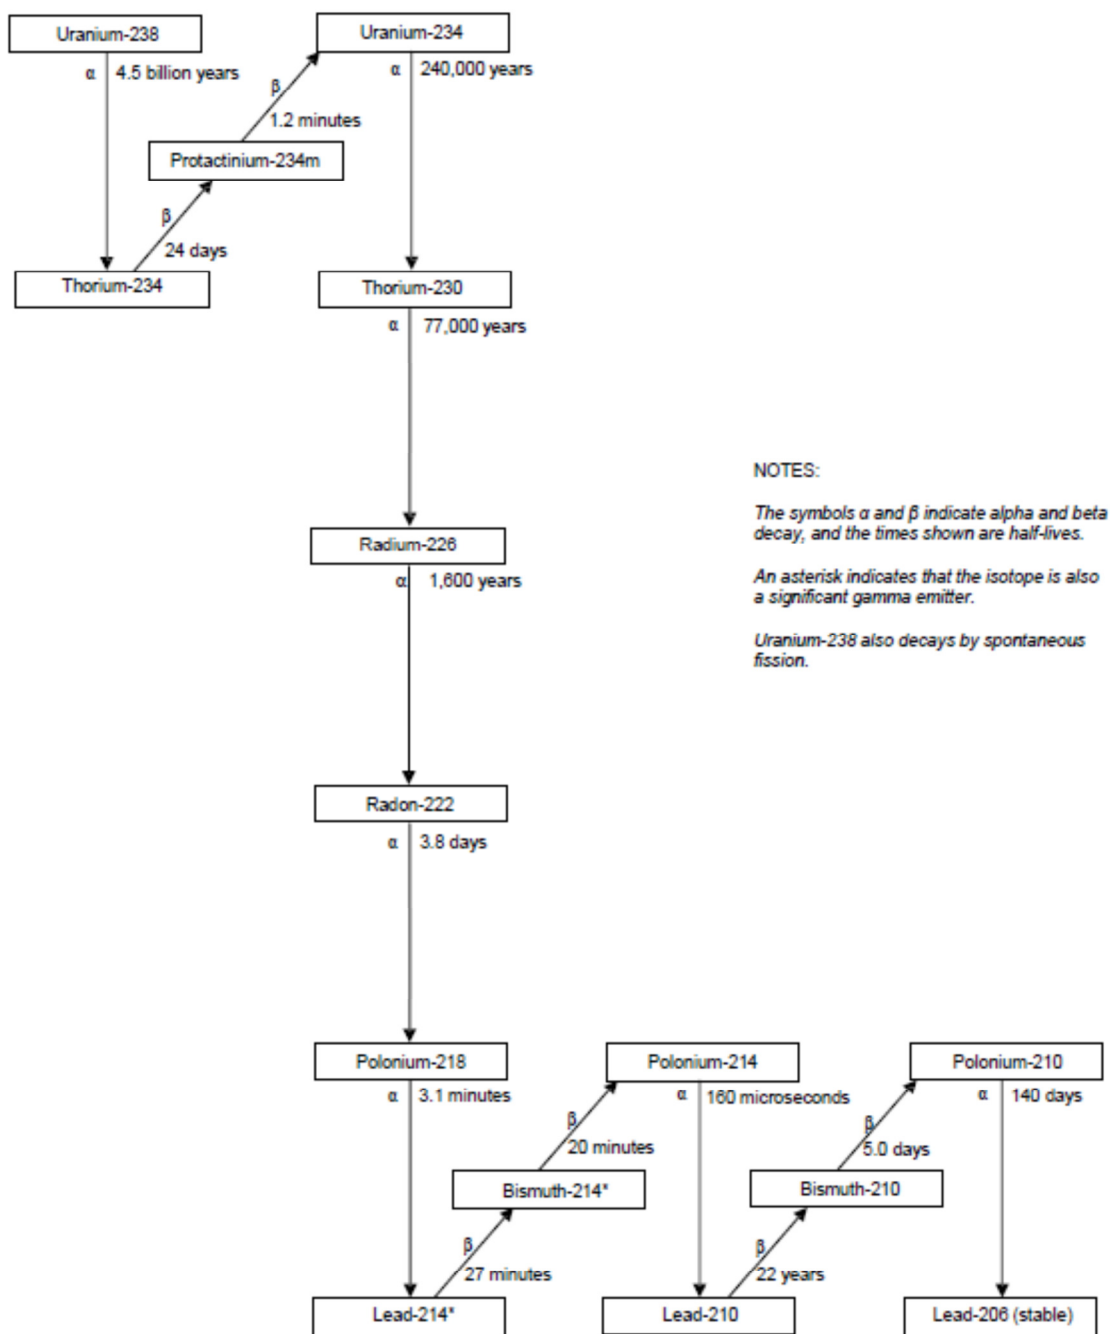 Uranium-238
Uranium-234
α 4.5 billion years
α 240,000 years
β
1.2 minutes
Protactinium-234m
β
24 days
Thorium-234
Thorium-230
α 77,000 years
NOTES:
The symbols α and β indicate alpha and beta
decay, and the times shown are half-lives.
Radium-226
α 1,600 years
An asterisk indicates that the isotope is also
a significant gamma emitter.
Uranium-238 also decays by spontaneous
fission.
Radon-222
α 3.8 days
Polonium-218
Polonium-214
Polonium-210
α 3.1 minutes
α 160 microseconds
α 140 days
β
20 minutes
β
5.0 days
Bismuth-214*
Bismuth-210
β
27 minutes
β
22 years
Lead-214*
Lead-210
Lead-206 (stable)